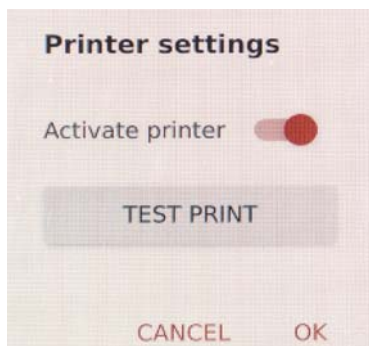 Printer settings
Activate printer
TEST PRINT
CANCEL OK